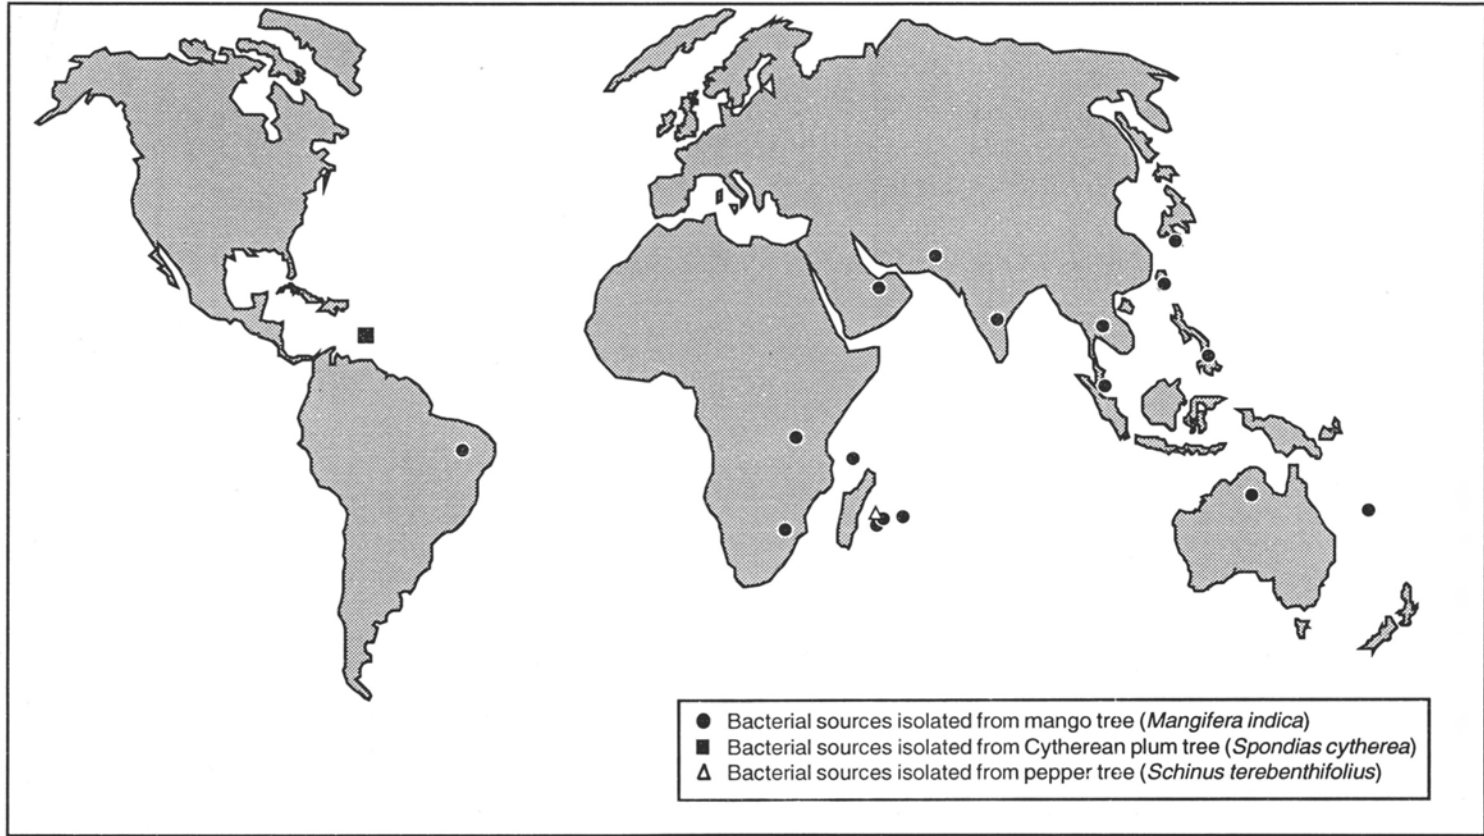 Bacterial sources isolated from mango tree (Mangifera indica)
Bacterial sources isolated from Cytherean plum tree (Spondias cytherea)
Bacterial sources isolated from pepper tree (Schinus terebenthifolius)